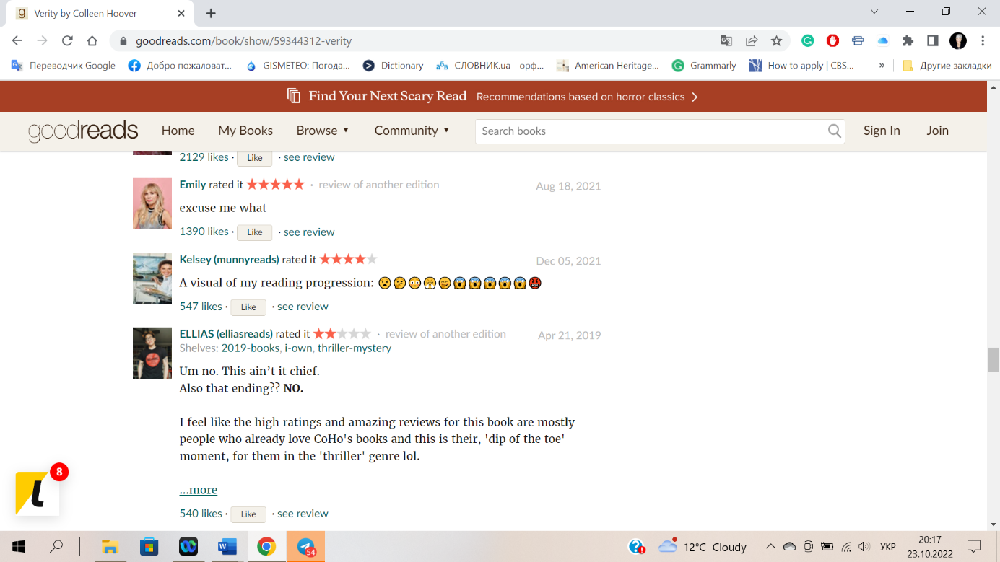 g Verity by Colleen Hoover
goodreads.com/book/show/59344312-verity
Переводчик Google Добро пожаловат... GISMETEO: Погода... Dictionary СЛОВНИК.ua - орф... American Heritage... Grammarly How to apply | CBS... » Другие закладки
Find Your Next Scary Read Recommendations based on horror classics
goodreads Home My Books Browse ▼ Community ▼ Search books Sign In Join
2129 likes · Like · see review
Emily rated it ★★★★★ · review of another edition Aug 18, 2021
excuse me what
1390 likes · Like · see review
Kelsey (munnyreads) rated it ★★★★★ Dec 05, 2021
A visual of my reading progression: 😧🤔😳😤😊😱😱😱😱😱🤬
547 likes · Like · see review
ELLIAS (elliasreads) rated it ★★★★★ · review of another edition Apr 21, 2019
Shelves: 2019-books, i-own, thriller-mystery
Um no. This ain’t it chief.
Also that ending?? NO.
I feel like the high ratings and amazing reviews for this book are mostly
people who already love CoHo's books and this is their, 'dip of the toe'
moment, for them in the 'thriller' genre lol.
...more
540 likes · Like · see review
L 8
W 54 12°C Cloudy УКР 20:17
23.10.2022